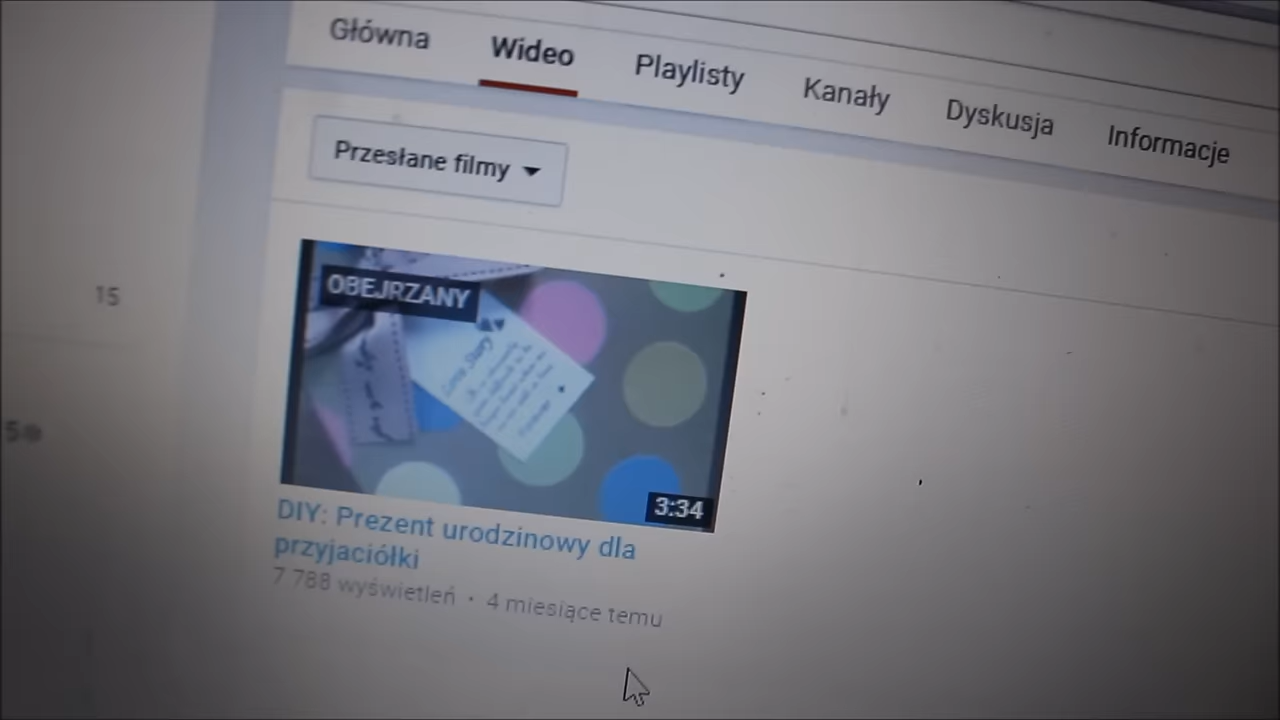 Główna Wideo Playlisty Kanały Dyskusja Informacje
Przesłane filmy
15
OBEJRZANY
3:34
DIY: Prezent urodzinowy dla
przyjaciółki
7 788 wyświetleń • 4 miesiące temu